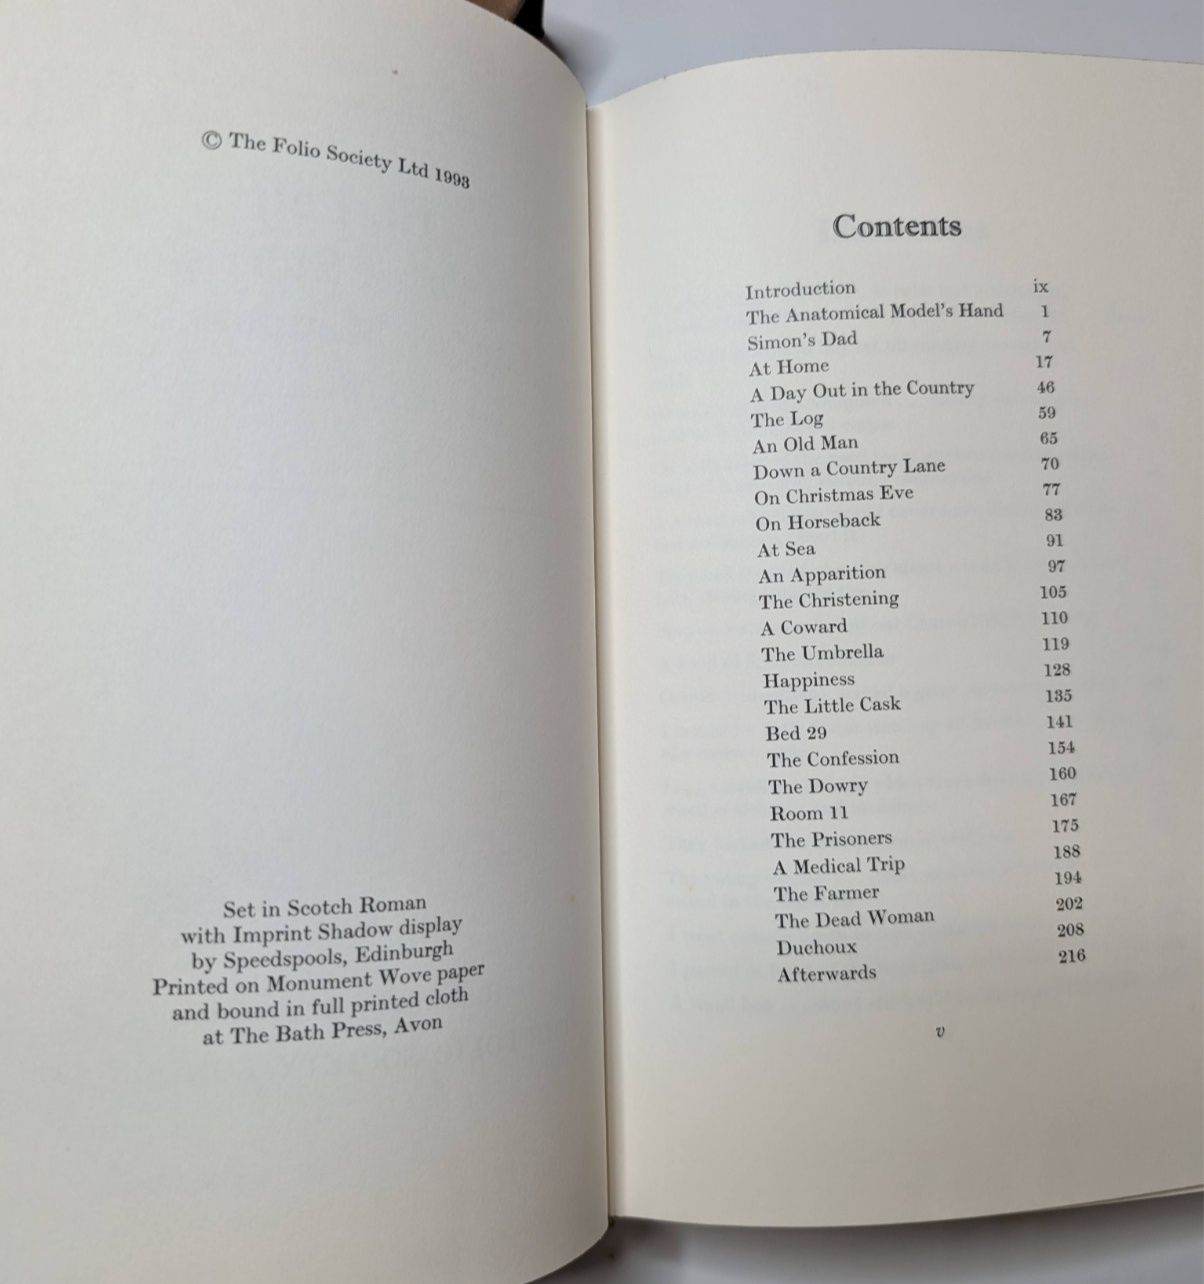 © The Folio Society Ltd 1993
Set in Scotch Roman
with Imprint Shadow display
by Speedspools, Edinburgh
Printed on Monument Wove paper
and bound in full printed cloth
at The Bath Press, Avon
Contents
Introduction ix
The Anatomical Model's Hand 1
Simon's Dad 7
At Home 17
A Day Out in the Country 46
The Log 59
An Old Man 65
Down a Country Lane 70
On Christmas Eve 77
On Horseback 83
At Sea 91
An Apparition 97
The Christening 105
A Coward 110
The Umbrella 119
Happiness 128
The Little Cask 135
Bed 29 141
The Confession 154
The Dowry 160
Room 11 167
The Prisoners 175
A Medical Trip 188
The Farmer 194
The Dead Woman 202
Duchoux 208
Afterwards 216
v